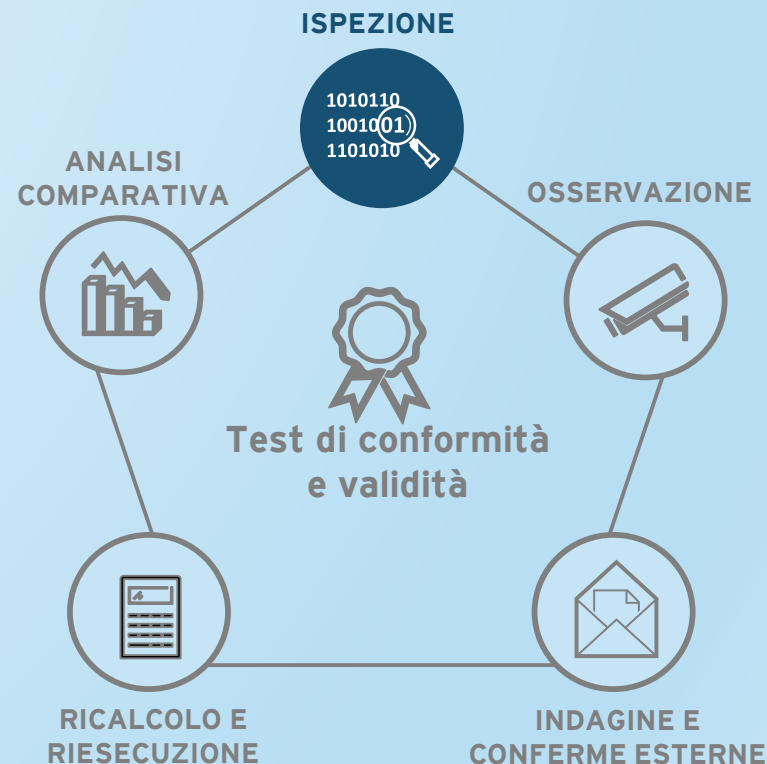 ISPEZIONE
1010110
1001001
1101010
ANALISI
COMPARATIVA
OSSERVAZIONE
Test di conformità
e validità
RICALCOLO E
RIESECUZIONE
INDAGINE E
CONFERME ESTERNE